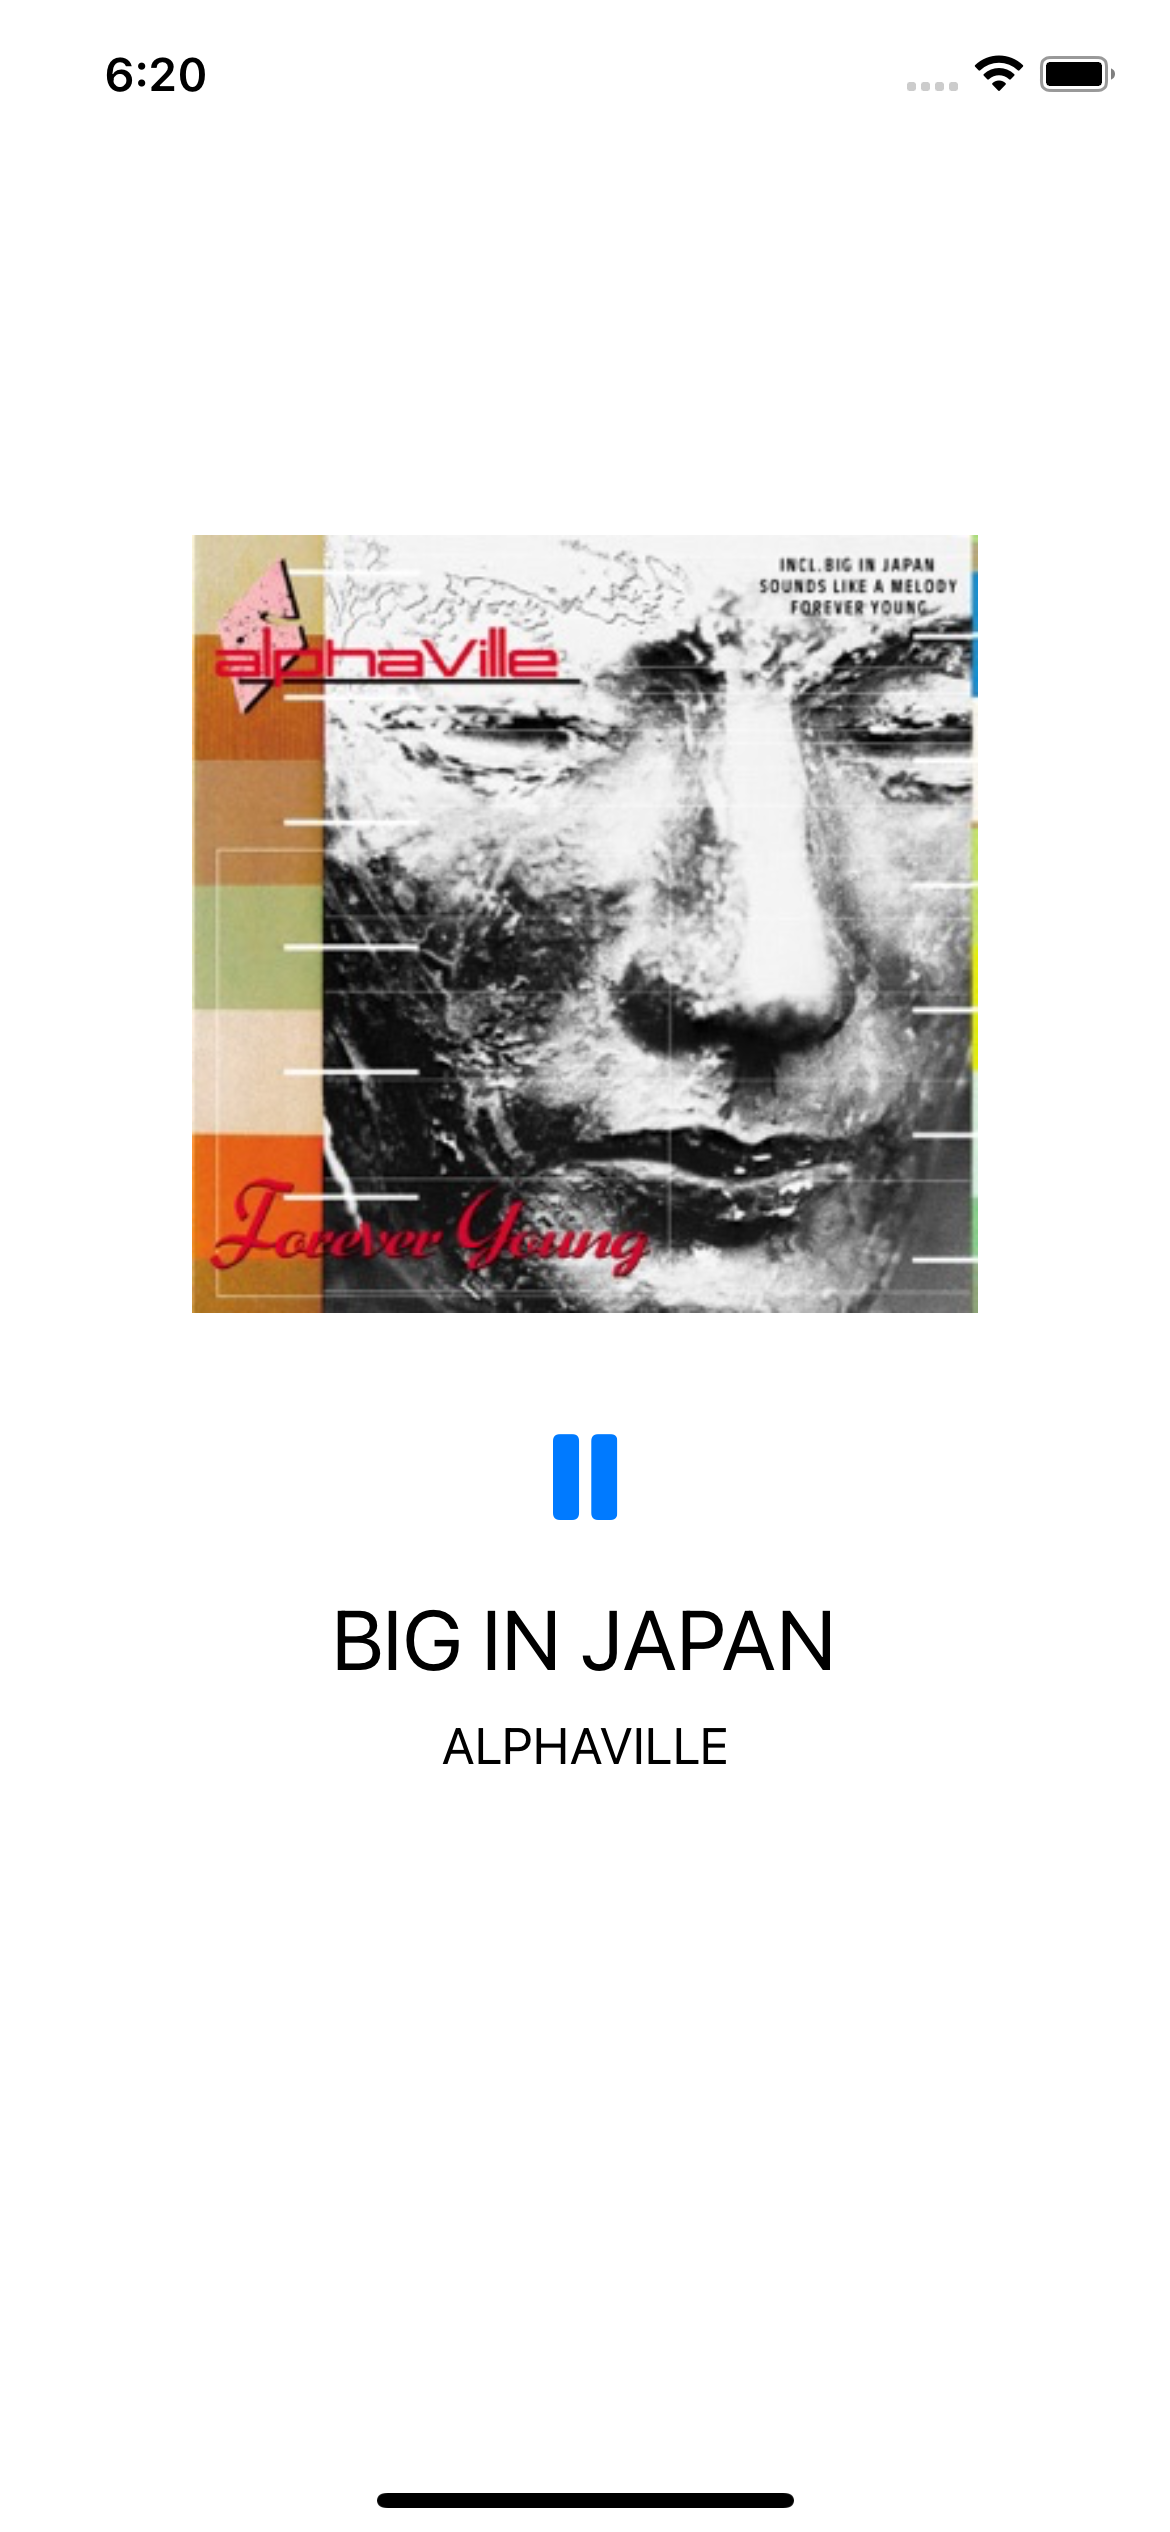 6:20
INCL. BIG IN JAPAN
SOUNDS LIKE A MELODY
FOREVER YOUNG
alphaVille
Forever Young
BIG IN JAPAN
ALPHAVILLE